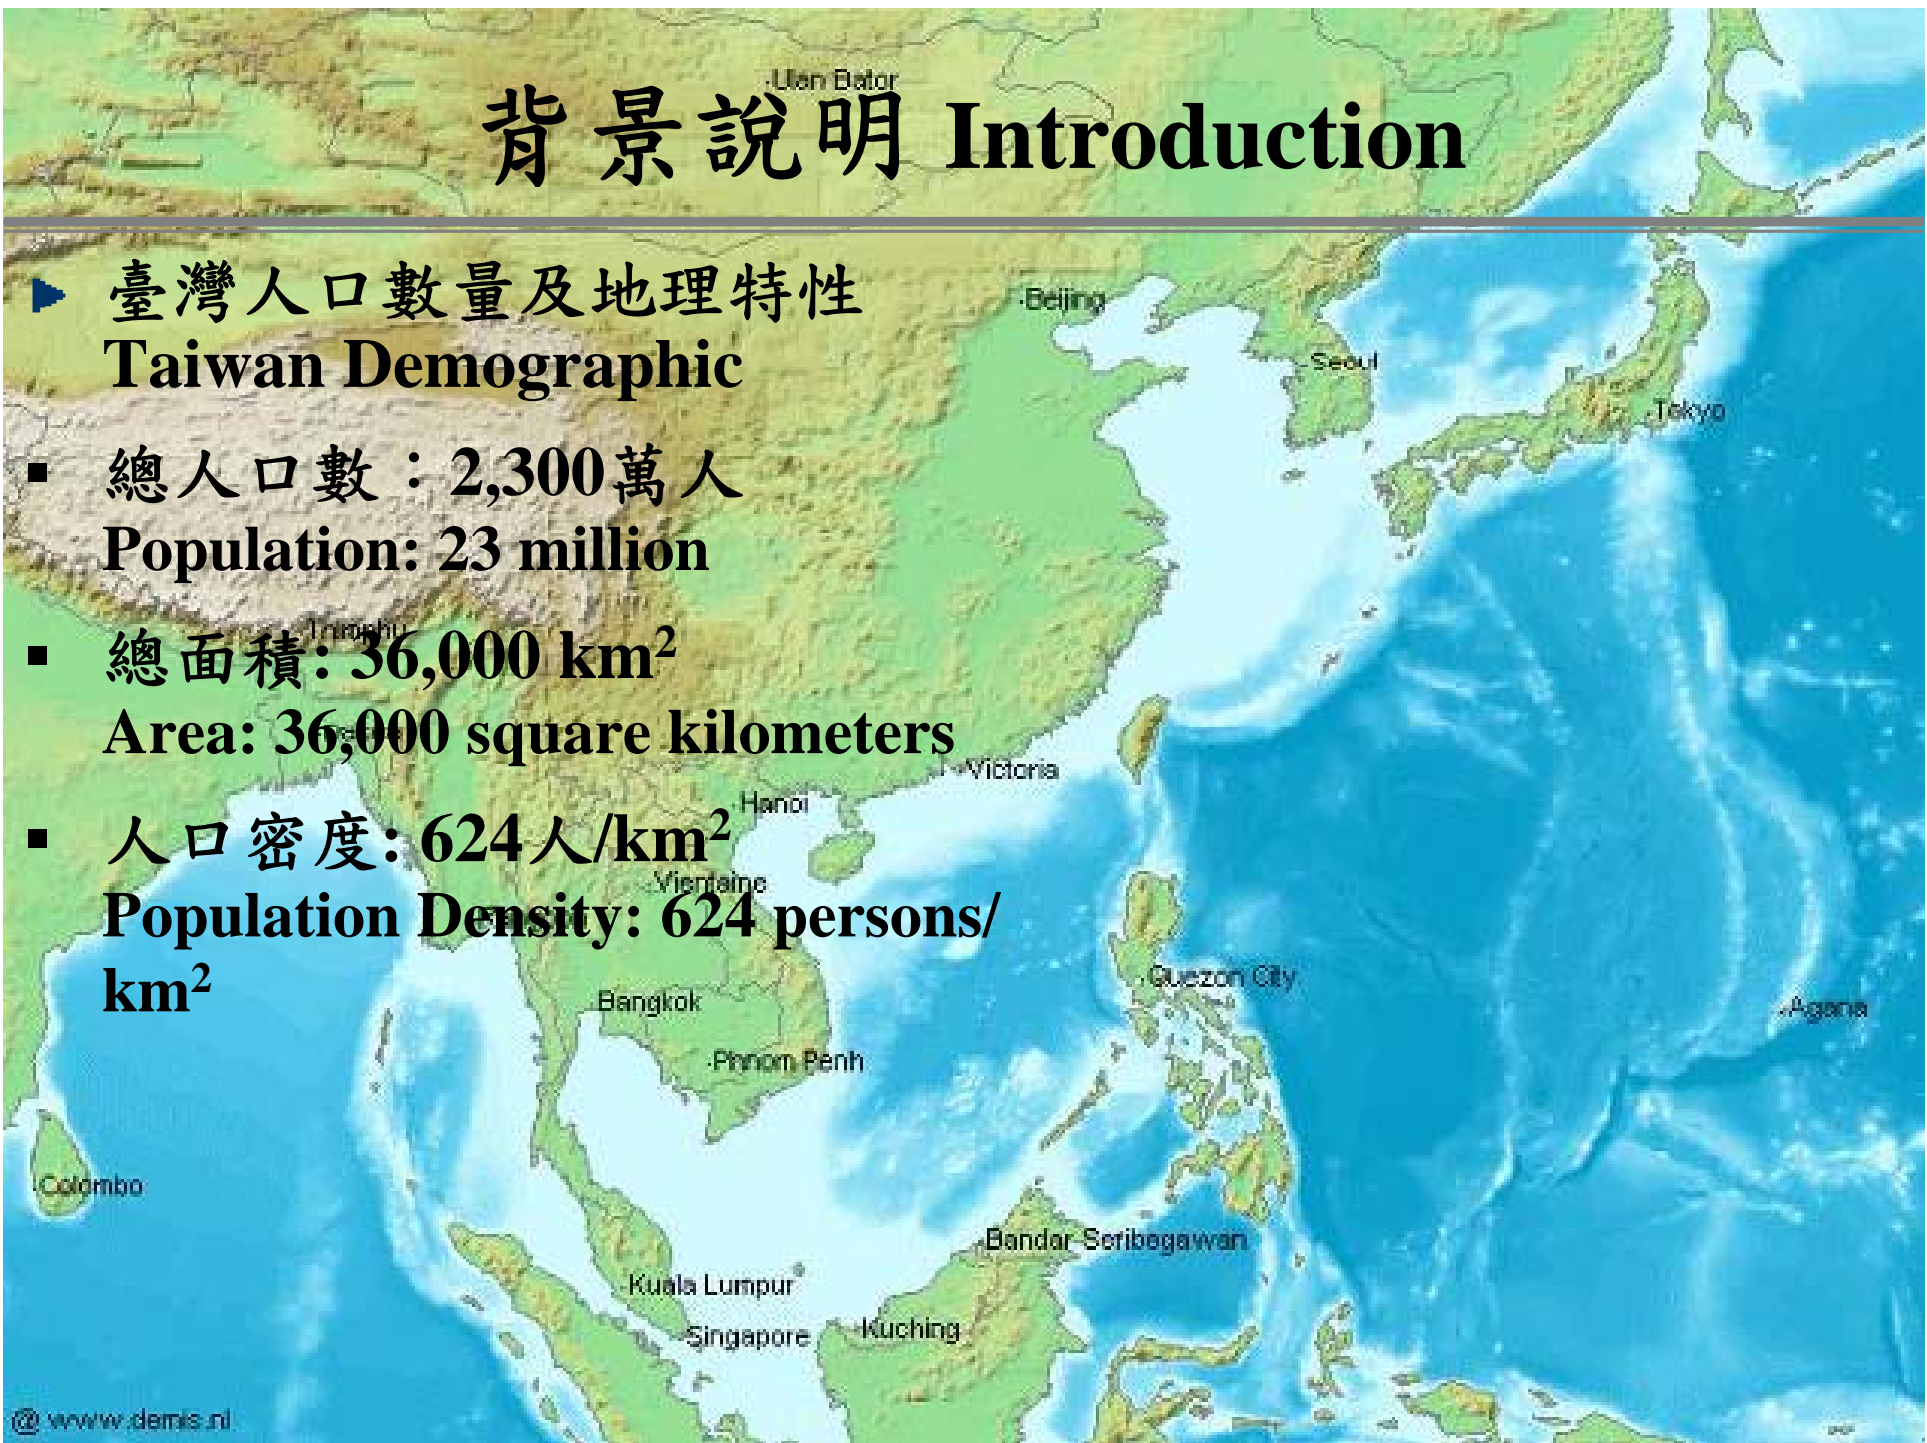 背景說明 Introduction
臺灣人口數量及地理特性
Taiwan Demographic
總人口數：2,300萬人
Population: 23 million
總面積: 36,000 km²
Area: 36,000 square kilometers
人口密度: 624人/km²
Population Density: 624 persons/
km²
Ulan Bator
Beijing
Seoul
Tokyo
Victoria
Hanoi
Vientaine
Quezon City
Bangkok
Agana
Phnom Penh
Colombo
Bandar Seribegawan
Kuala Lumpur
Singapore
Kuching
@ www.demis.nl